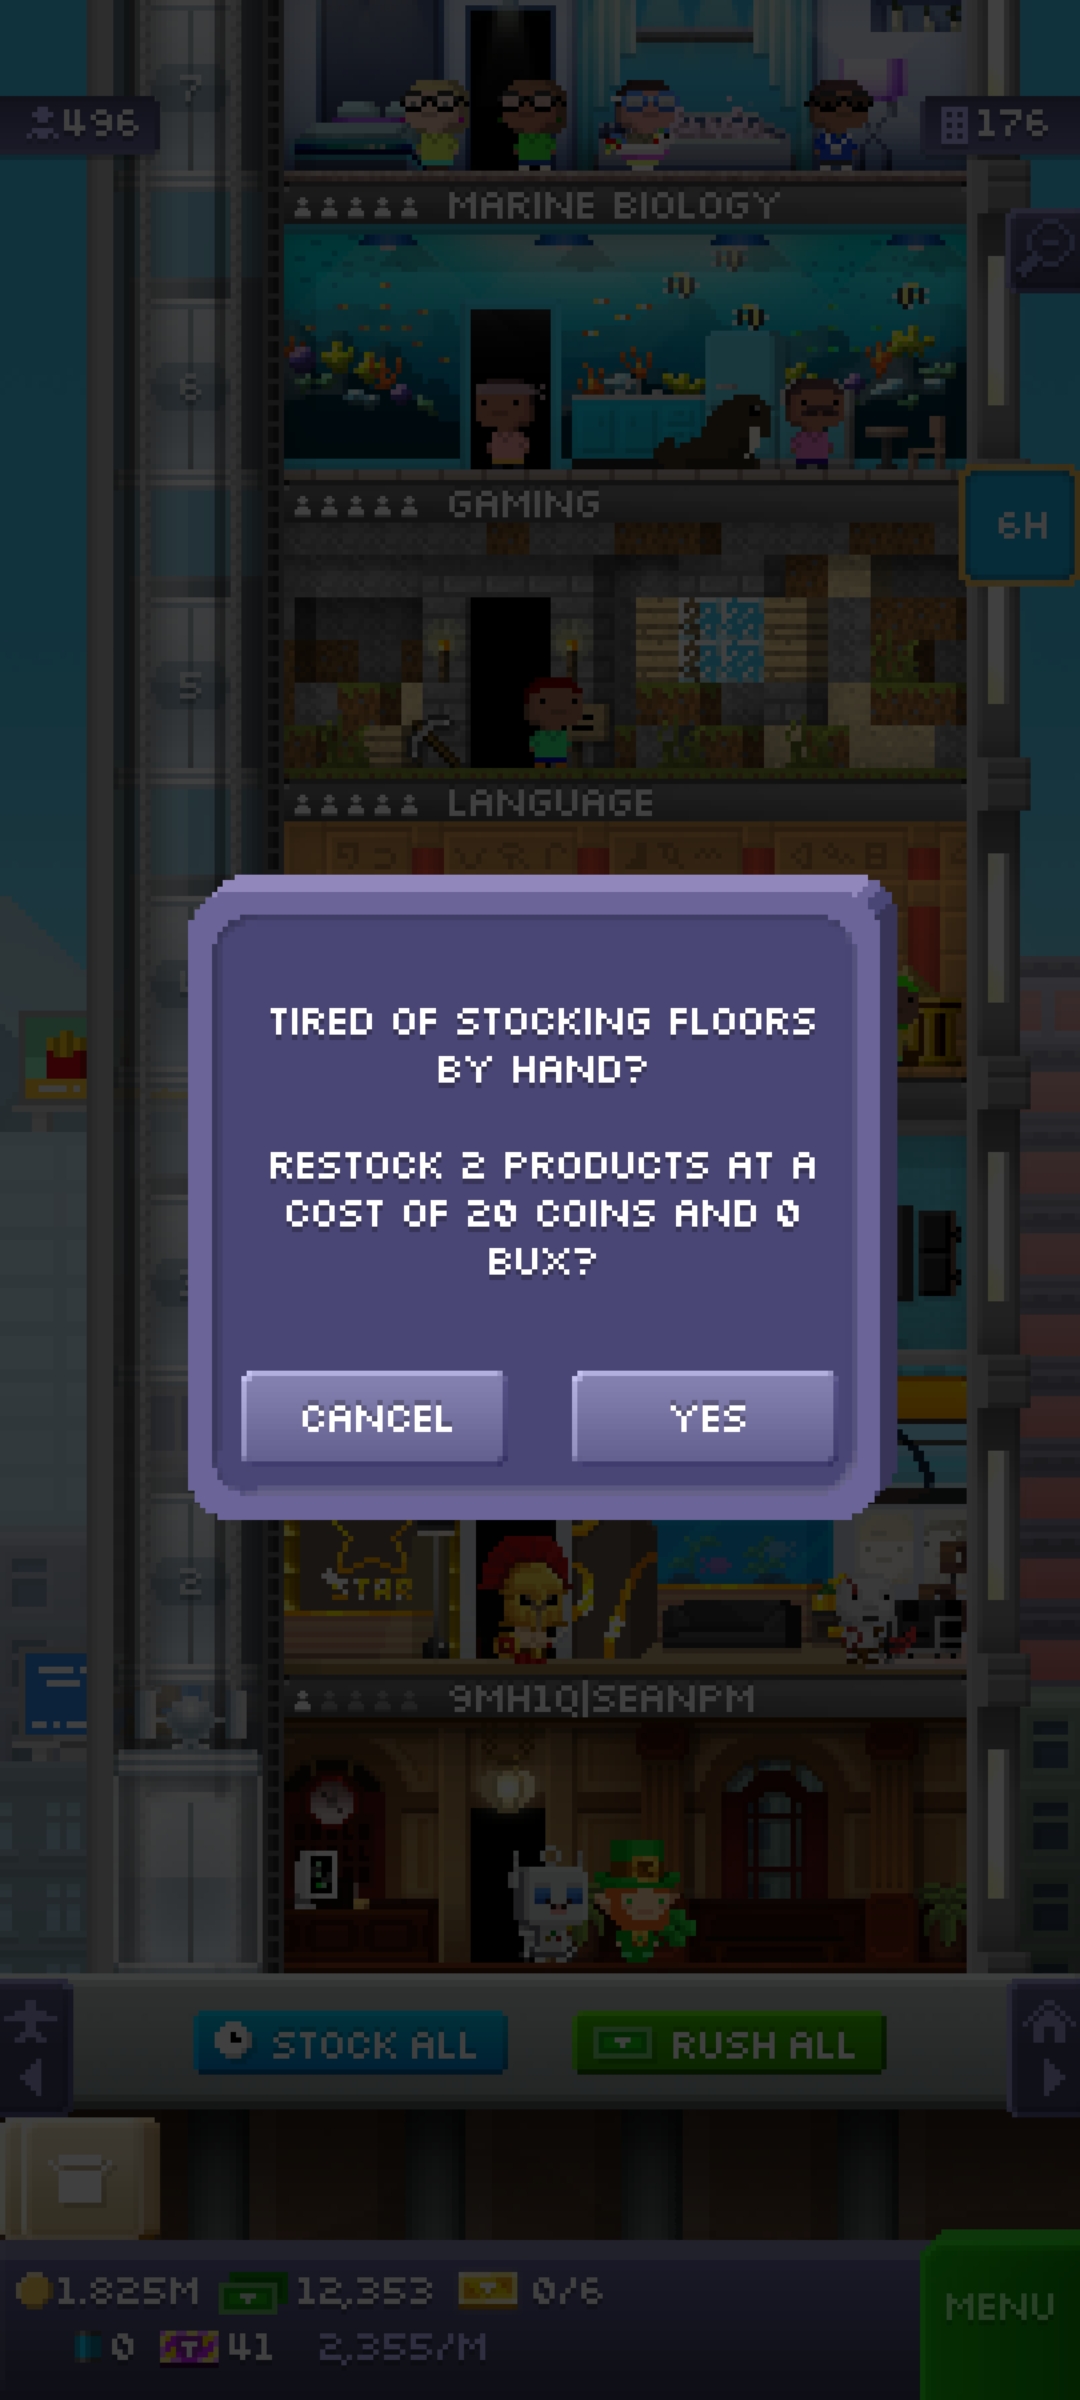 7
496
176
MARINE BIOLOGY
6
GAMING
6H
5
LANGUAGE
TIRED OF STOCKING FLOORS
BY HAND?
RESTOCK 2 PRODUCTS AT A
COST OF 20 COINS AND 0
BUX?
CANCEL
YES
STAR
2
9MH1Q|SEANPM
STOCK ALL
RUSH ALL
1.825M
12,353
0/6
MENU
0
41
2,355/M